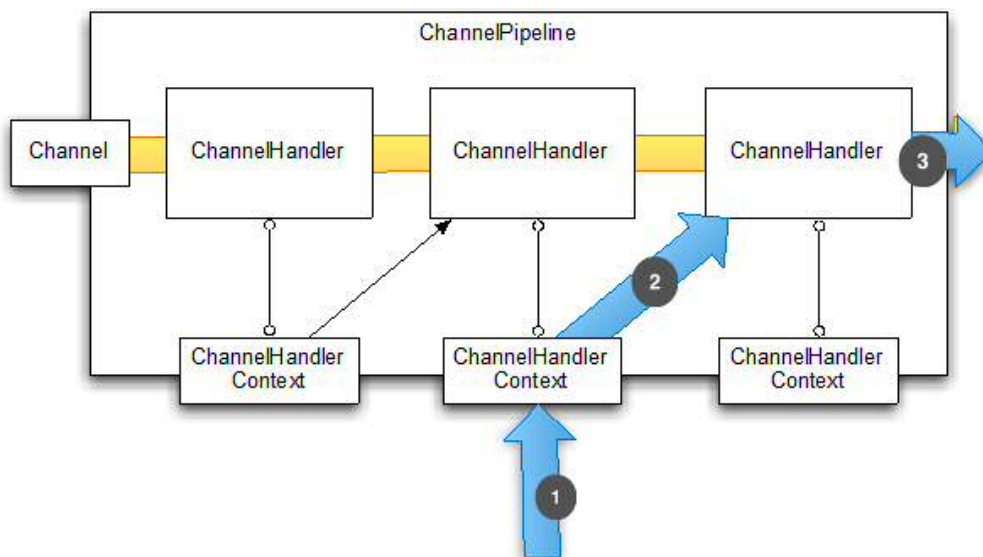 ChannelPipeline
Channel
ChannelHandler
ChannelHandler
ChannelHandler
3
2
ChannelHandler
Context
ChannelHandler
Context
ChannelHandler
Context
1